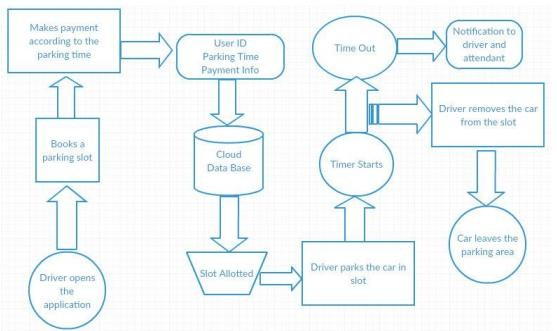 Makes payment
according to the
parking time
User ID
Parking Time
Payment Info
Time Out
Notification to
driver and
attendant
Books a
parking slot
Cloud
Data Base
Timer Starts
Driver removes the car
from the slot
Driver opens
the
application
Slot Allotted
Driver parks the car in
slot
Car leaves the
parking area